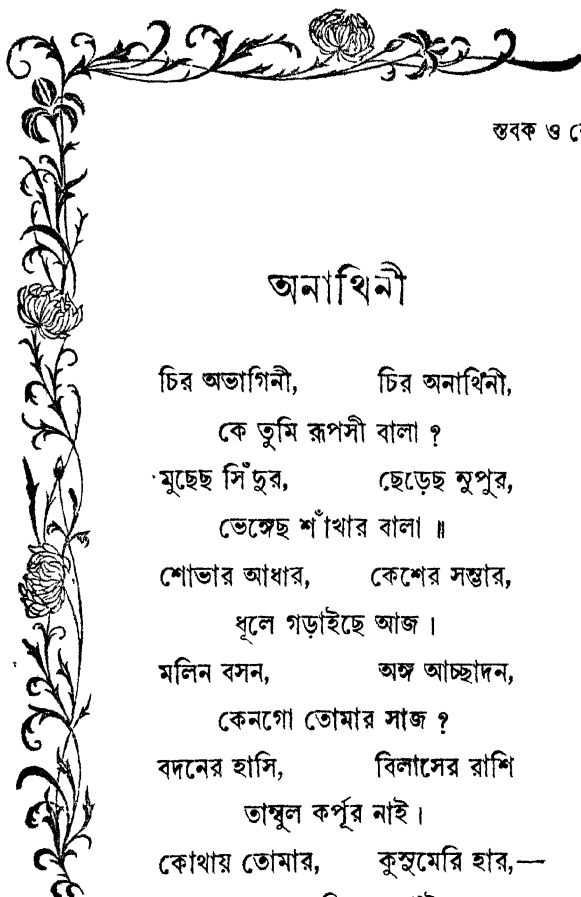 স্তবক ও
অনাথিনী
চির অভাগিনী, চির অনাথিনী,
কে তুমি রূপসী বালা ?
মুছেছ সিঁদুর, ছেড়েছ নুপুর,
ভেঙ্গেছ শাঁখার বালা ॥
শোভার আধার, কেশের সম্ভার,
ধূলে গড়াইছে আজ ।
মলিন বসন, অঙ্গ আচ্ছাদন,
কেনগো তোমার সাজ ?
বদনের হাসি, বিলাসের রাশি
তাম্বুল কর্পূর নাই ।
কোথায় তোমার, কুসুমেরি হার,—